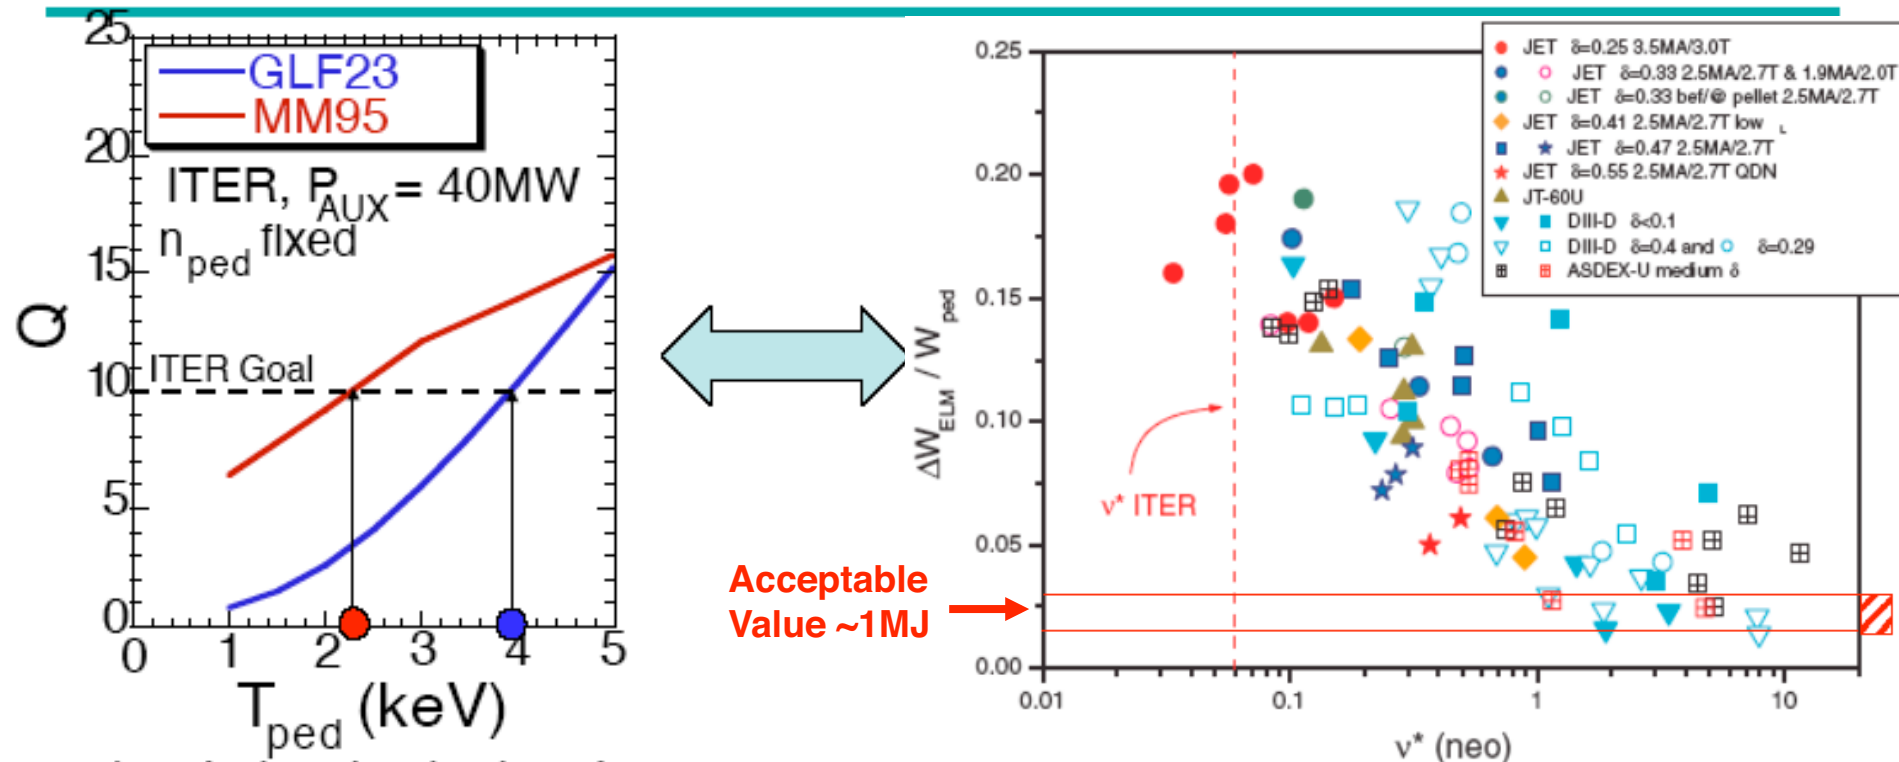 25
20
15
10
5
0
0 1 2 3 4 5
Q
GLF23
MM95
ITER, P_AUX = 40MW
n_ped fixed
ITER Goal
T_ped (keV)
Acceptable
Value ~1MJ
0.25
0.20
0.15
0.10
0.05
0.00
0.01 0.1 1 10
ΔW_ELM / W_ped
ν* ITER
ν* (neo)
JET δ=0.25 3.5MA/3.0T
JET δ=0.33 2.5MA/2.7T & 1.9MA/2.0T
JET δ=0.33 bef/@ pellet 2.5MA/2.7T
JET δ=0.41 2.5MA/2.7T low L
JET δ=0.47 2.5MA/2.7T
JET δ=0.55 2.5MA/2.7T QDN
JT-60U
DIII-D δ<0.1
DIII-D δ=0.4 and δ=0.29
ASDEX-U medium δ